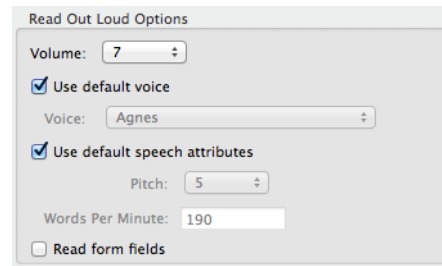 Read Out Loud Options
Volume: 7
Use default voice
Voice: Agnes
Use default speech attributes
Pitch: 5
Words Per Minute: 190
Read form fields